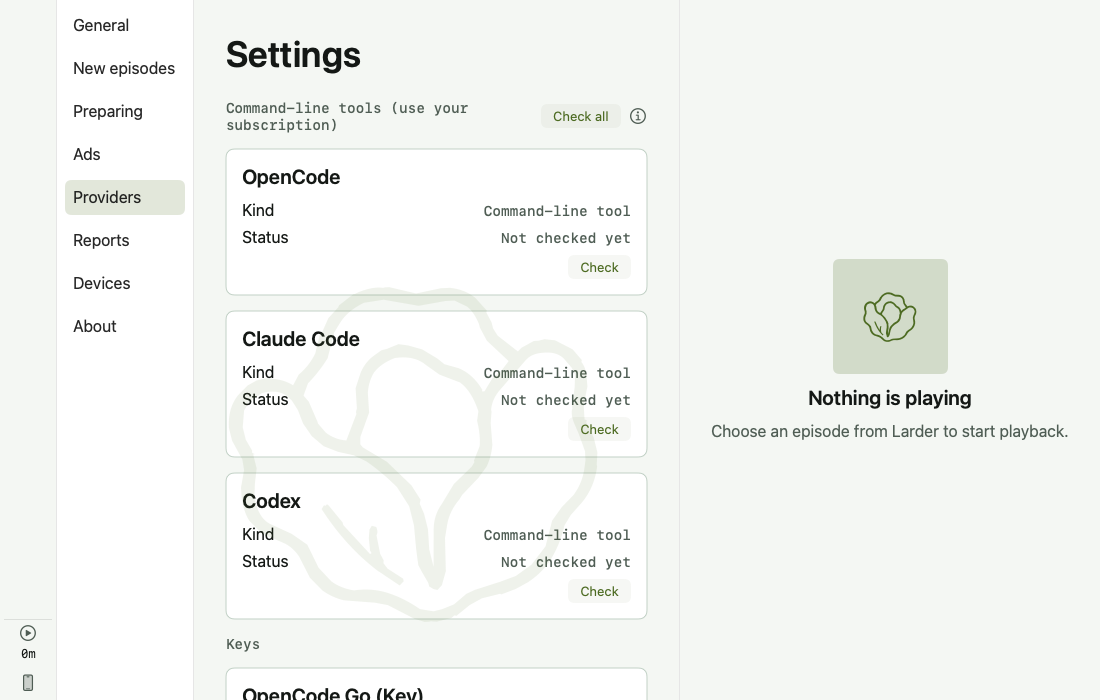 General
New episodes
Preparing
Ads
Providers
Reports
Devices
About
0m
Settings
Command-line tools (use your
subscription)
Check all
OpenCode
Kind
Command-line tool
Status
Not checked yet
Check
Claude Code
Kind
Command-line tool
Status
Not checked yet
Check
Codex
Kind
Command-line tool
Status
Not checked yet
Check
Keys
OpenCode Go (Key)
Nothing is playing
Choose an episode from Larder to start playback.